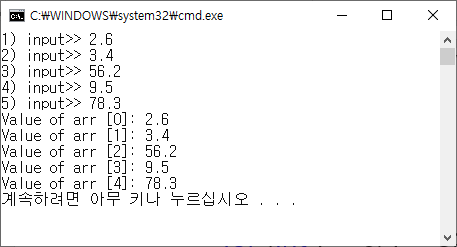 C:₩WINDOWS₩system32₩cmd.exe
1) input>> 2.6
2) input>> 3.4
3) input>> 56.2
4) input>> 9.5
5) input>> 78.3
Value of arr [0]: 2.6
Value of arr [1]: 3.4
Value of arr [2]: 56.2
Value of arr [3]: 9.5
Value of arr [4]: 78.3
계속하려면 아무 키나 누르십시오 . . .